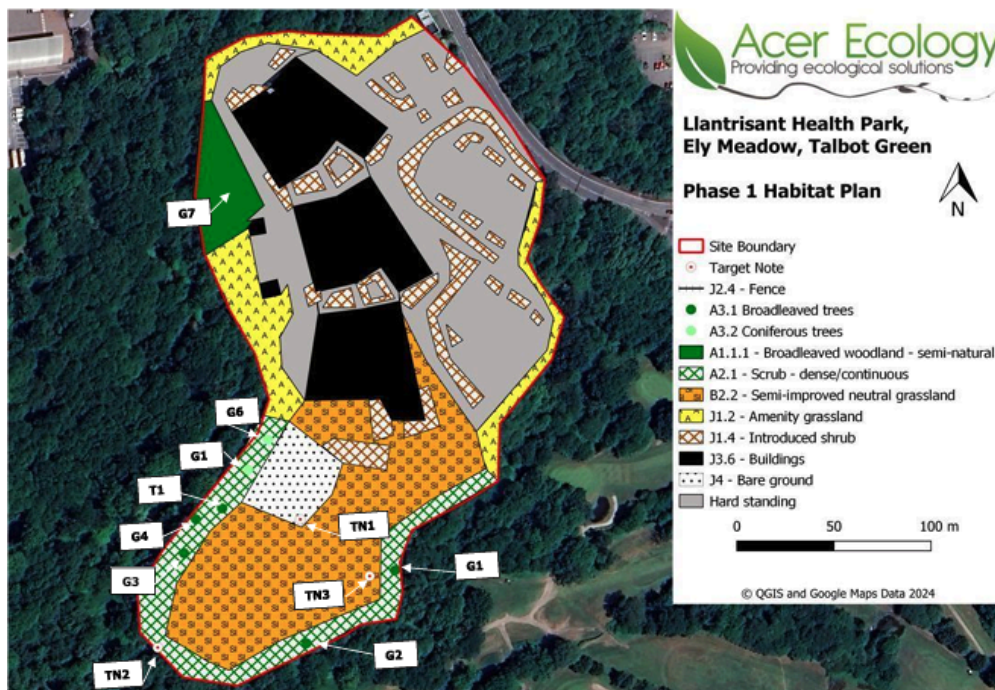 Acer Ecology
Providing ecological solutions
Llantrisant Health Park,
Ely Meadow, Talbot Green
Phase 1 Habitat Plan
N
Site Boundary
Target Note
J2.4 - Fence
A3.1 Broadleaved trees
A3.2 Coniferous trees
A1.1.1 - Broadleaved woodland - semi-natural
A2.1 - Scrub - dense/continuous
B2.2 - Semi-improved neutral grassland
J1.2 - Amenity grassland
J1.4 - Introduced shrub
J3.6 - Buildings
J4 - Bare ground
Hard standing
0 50 100 m
© QGIS and Google Maps Data 2024
G7
G6
G1
T1
G4
G3
TN1
TN3
G1
G2
TN2